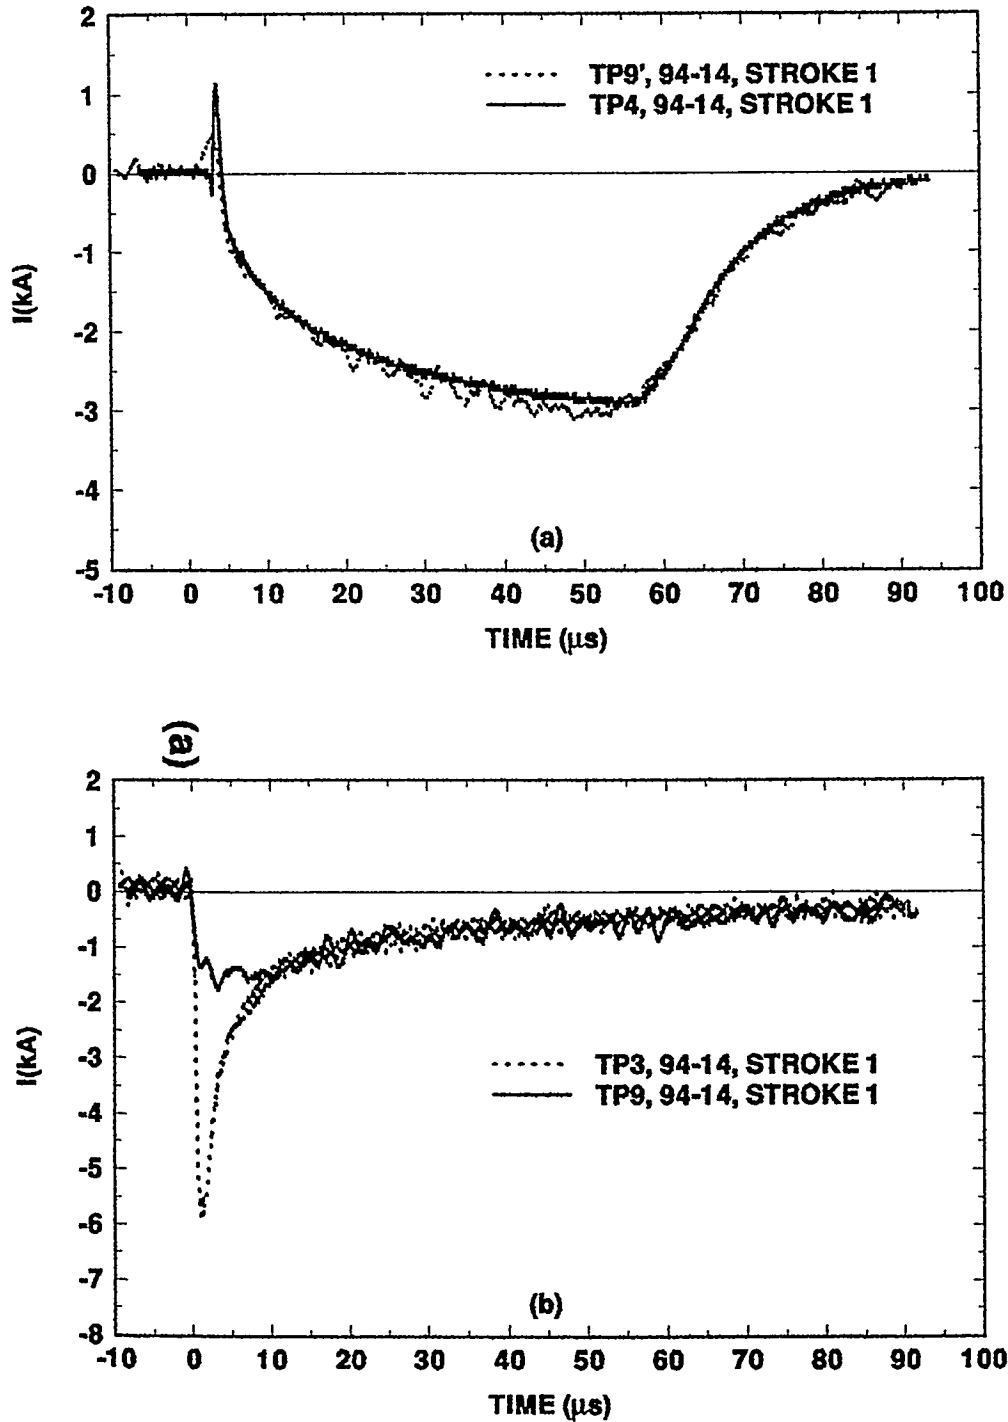 2
1
0
-1
-2
-3
-4
-5
I(kA)
TP9', 94-14, STROKE 1
TP4, 94-14, STROKE 1
(a)
-10 0 10 20 30 40 50 60 70 80 90 100
TIME (μs)
(a)
2
1
0
-1
-2
-3
-4
-5
-6
-7
-8
I(kA)
TP3, 94-14, STROKE 1
TP9, 94-14, STROKE 1
(b)
-10 0 10 20 30 40 50 60 70 80 90 100
TIME (μs)